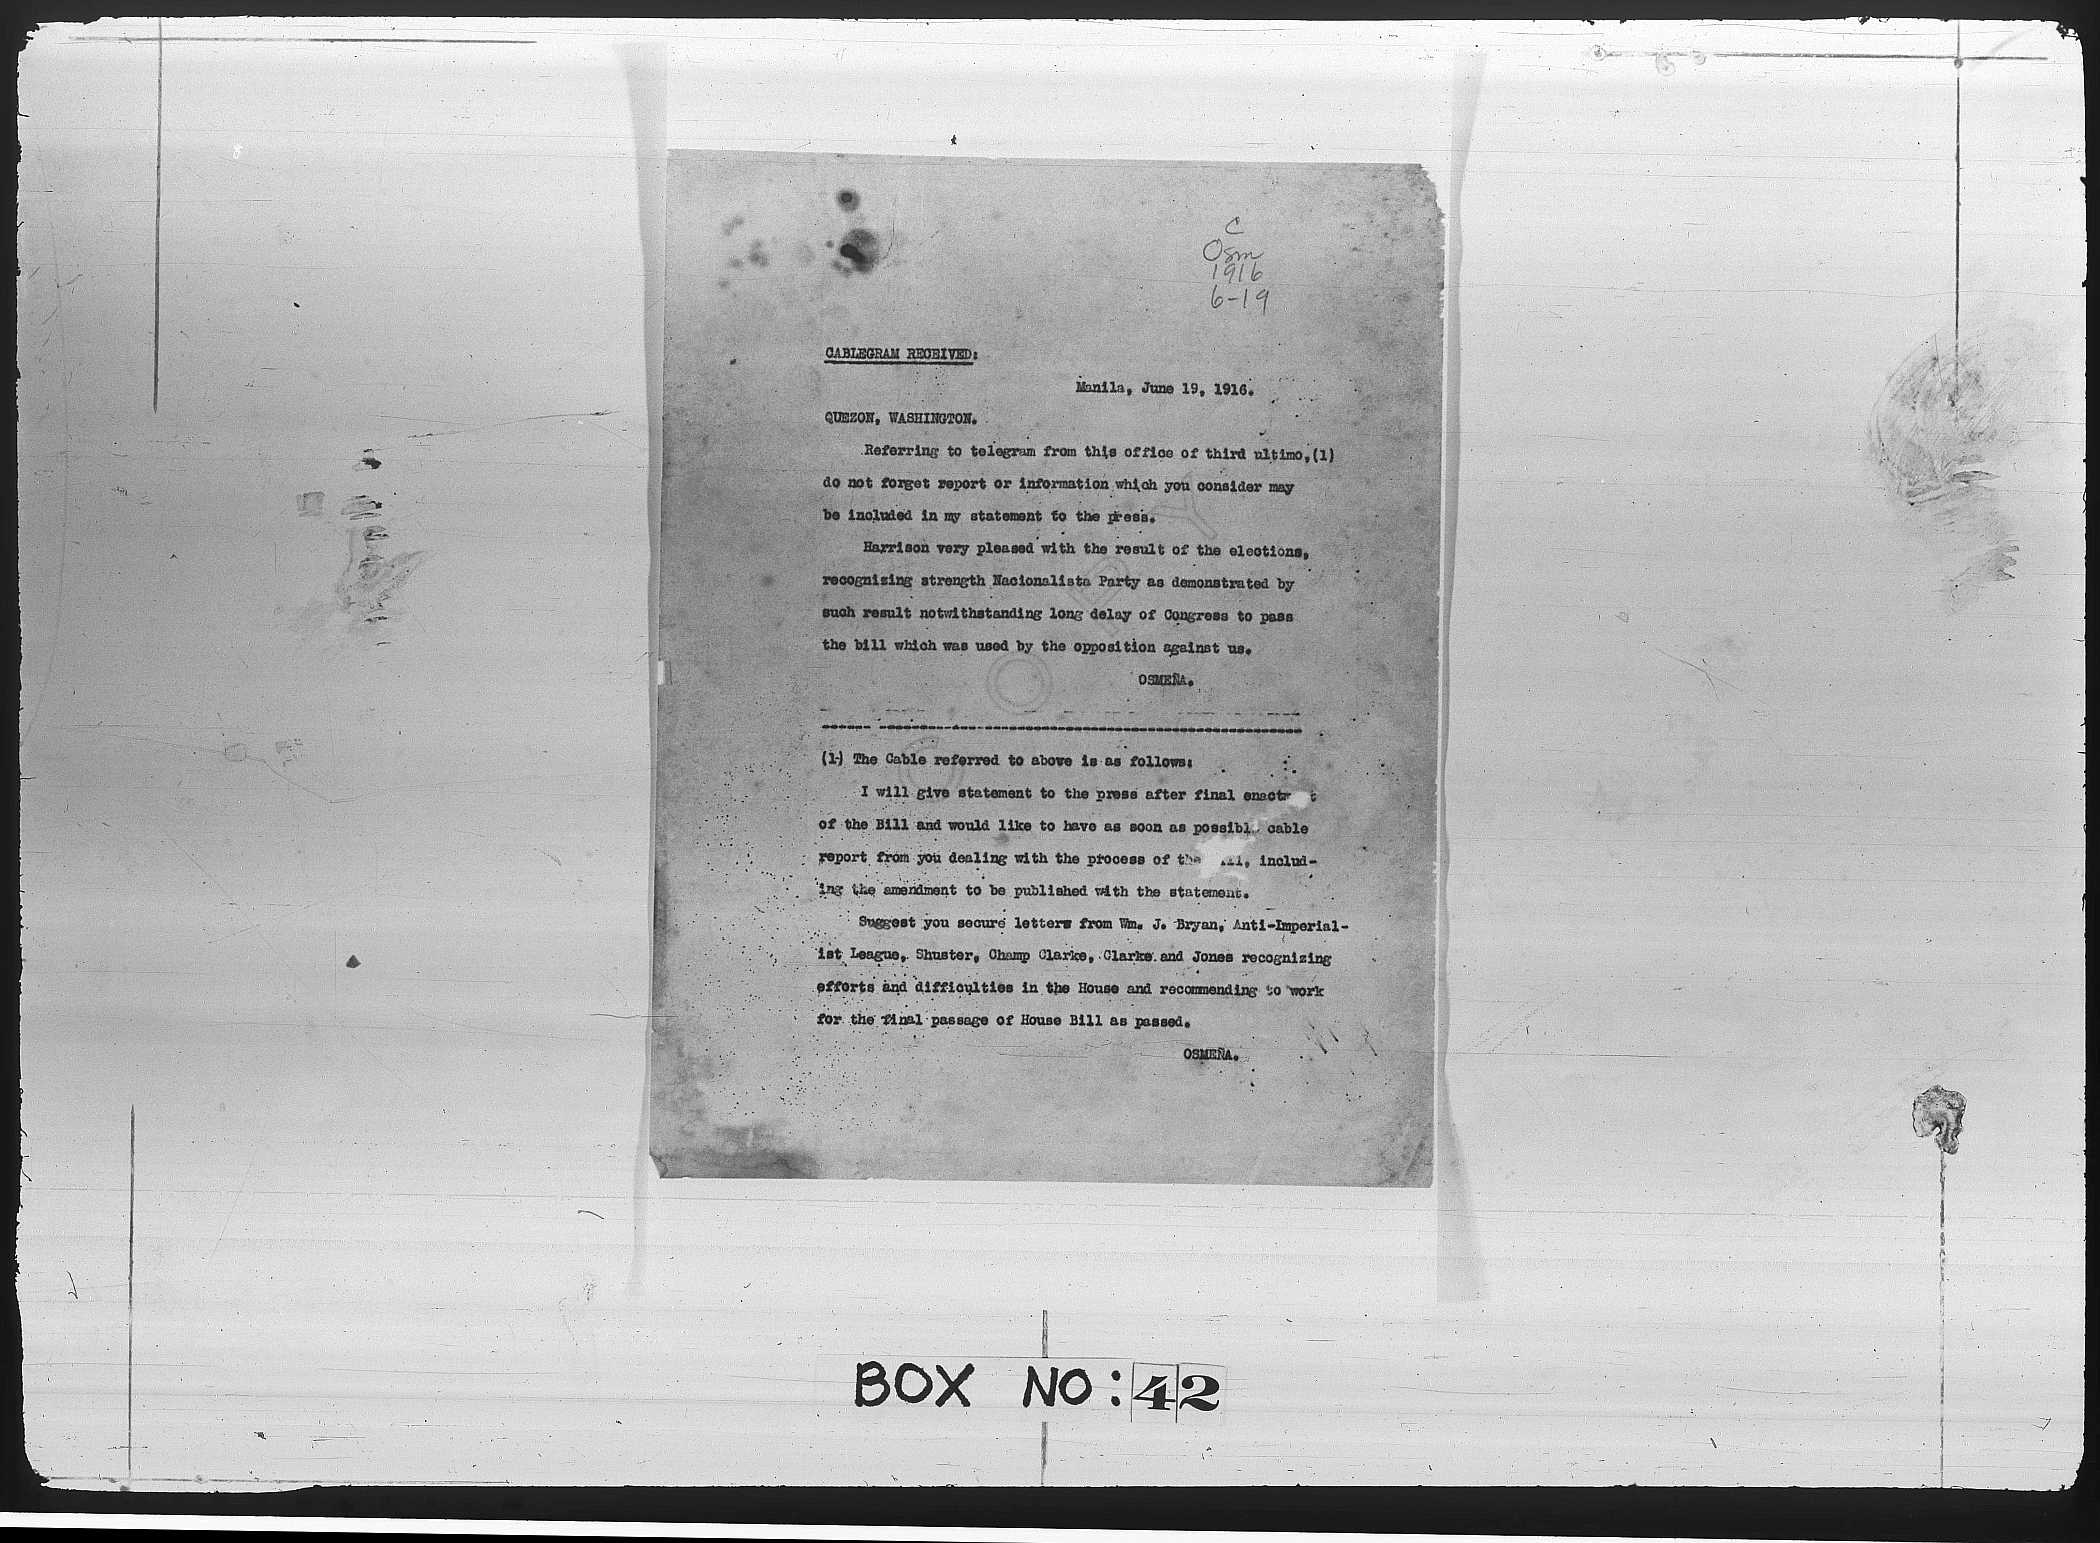 C
Osm
1916
6-19
CABLEGRAM RECEIVED:
Manila, June 19, 1916.
QUEZON, WASHINGTON.
Referring to telegram from this office of third ultimo,(1)
do not forget report or information which you consider may
be included in my statement to the press.
Harrison very pleased with the result of the elections,
recognizing strength Nacionalista Party as demonstrated by
such result notwithstanding long delay of Congress to pass
the bill which was used by the opposition against us.
OSMEÑA.
(1) The Cable referred to above is as follows:
I will give statement to the press after final
of the Bill and would like to have as soon as possible cable
report from you dealing with the process of the includ-
ing the amendment to be published with the statement.
Suggest you secure letters from Wm. J. Bryan, Anti-Imperial-
ist League, Shuster, Champ Clarke, Clarke and Jones recognizing
efforts and difficulties in the House and recommending to work
for the final passage of House Bill as passed.
OSMEÑA.
COPY
BOX NO: 42